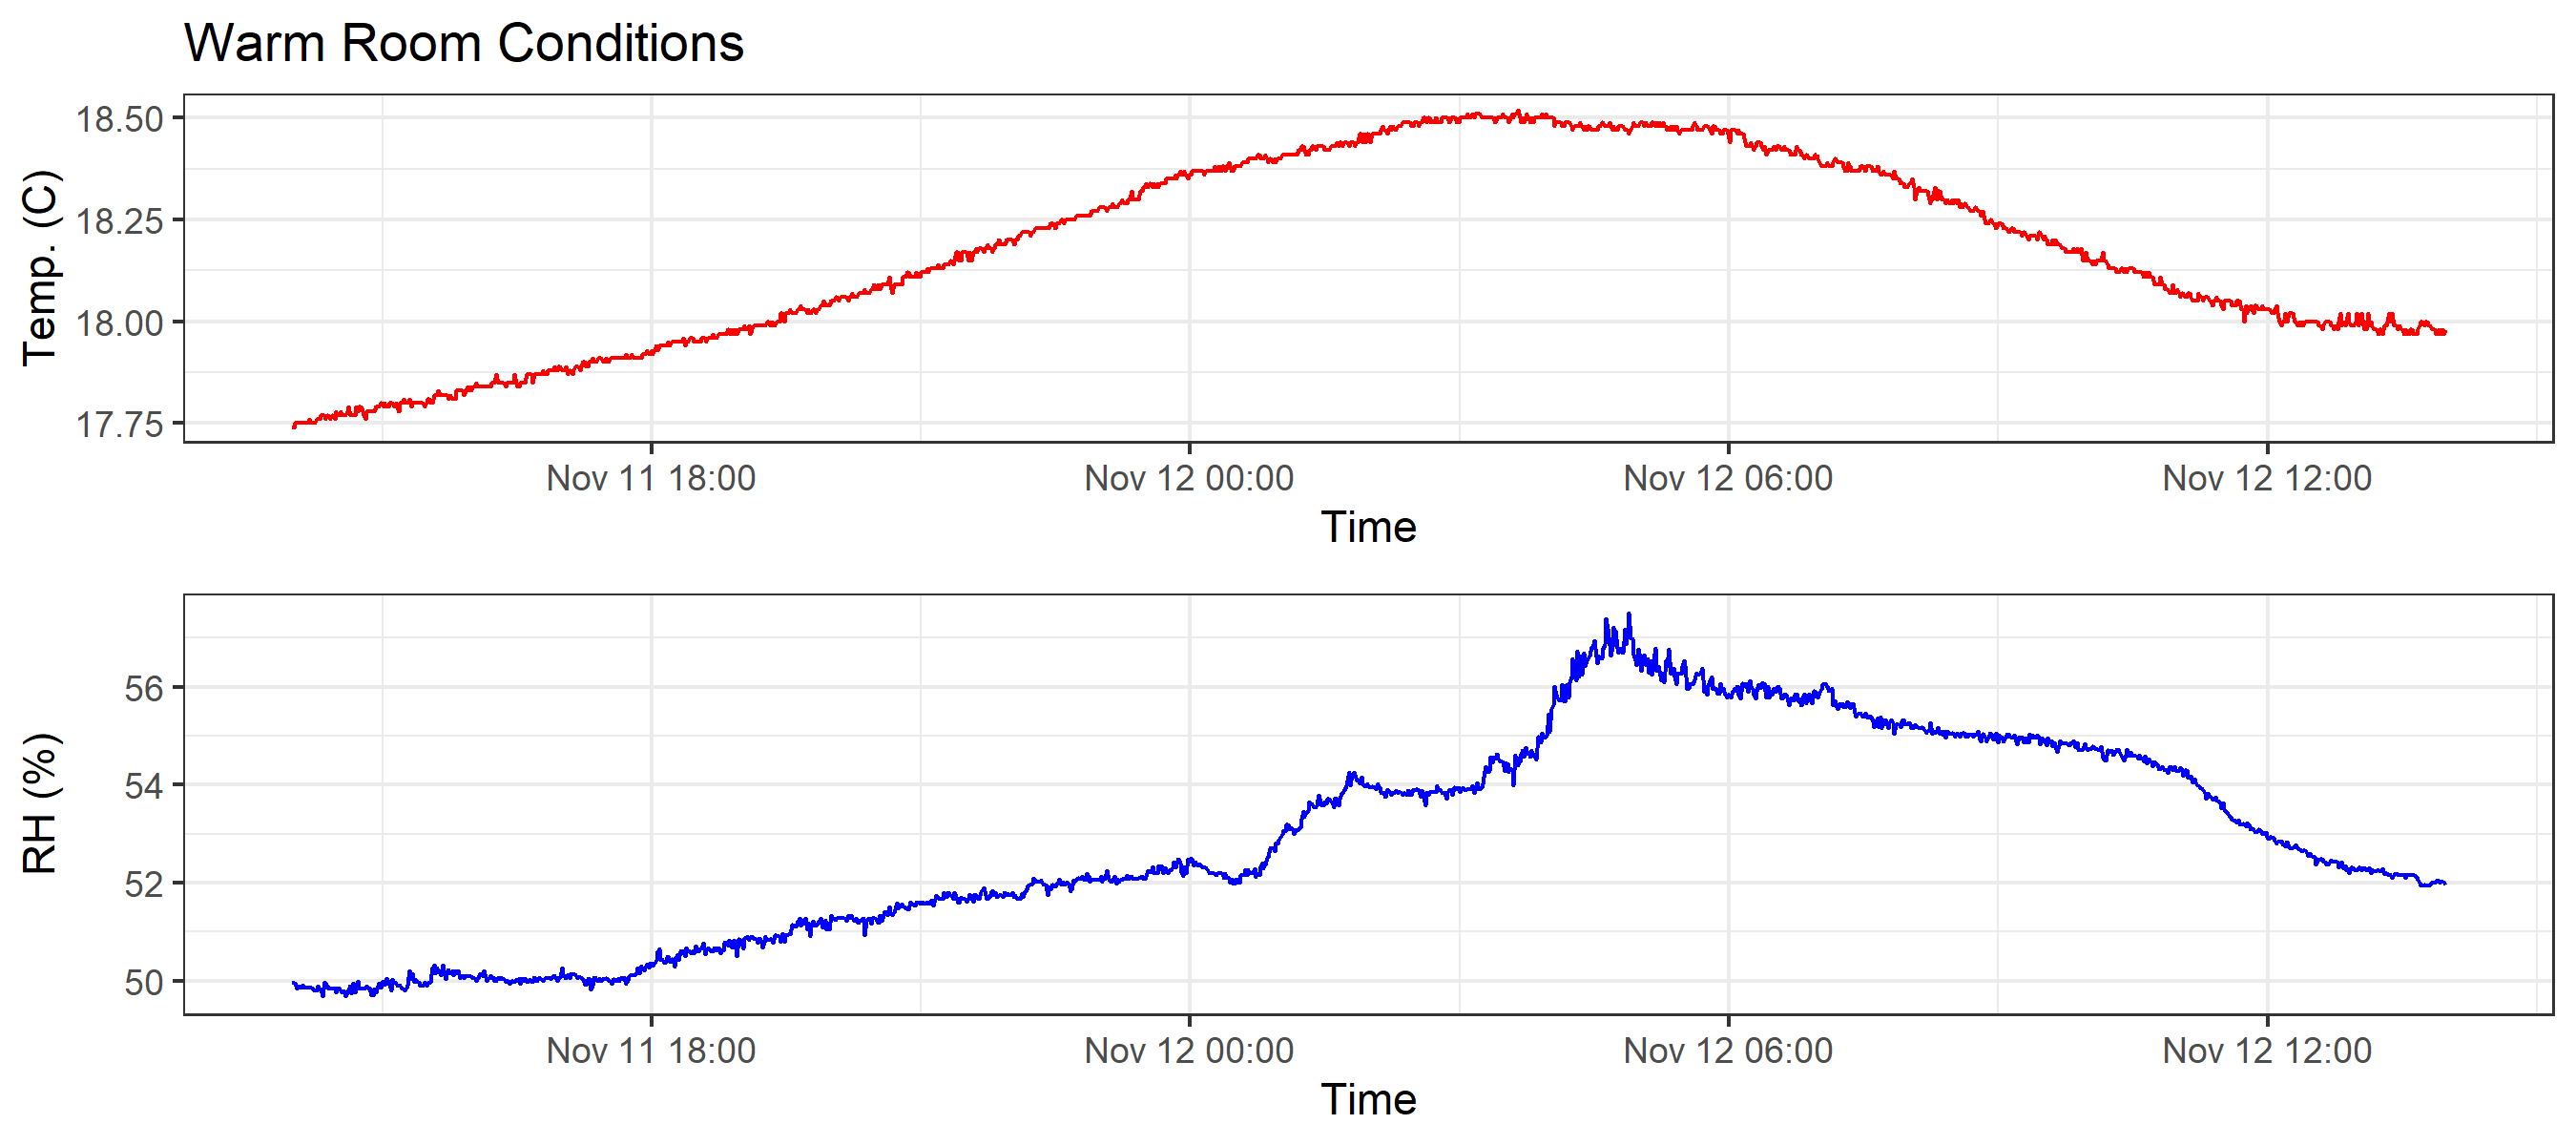 Warm Room Conditions
Temp. (C)
18.50
18.25
18.00
17.75
Nov 11 18:00 Nov 12 00:00 Nov 12 06:00 Nov 12 12:00
Time
RH (%)
56
54
52
50
Nov 11 18:00 Nov 12 00:00 Nov 12 06:00 Nov 12 12:00
Time